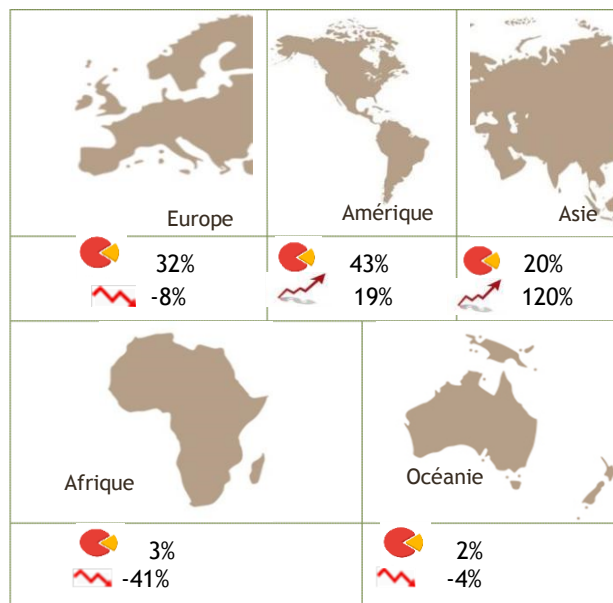 Europe
Amérique
Asie
32%
43%
20%
-8%
19%
120%
Afrique
Océanie
3%
2%
-41%
-4%